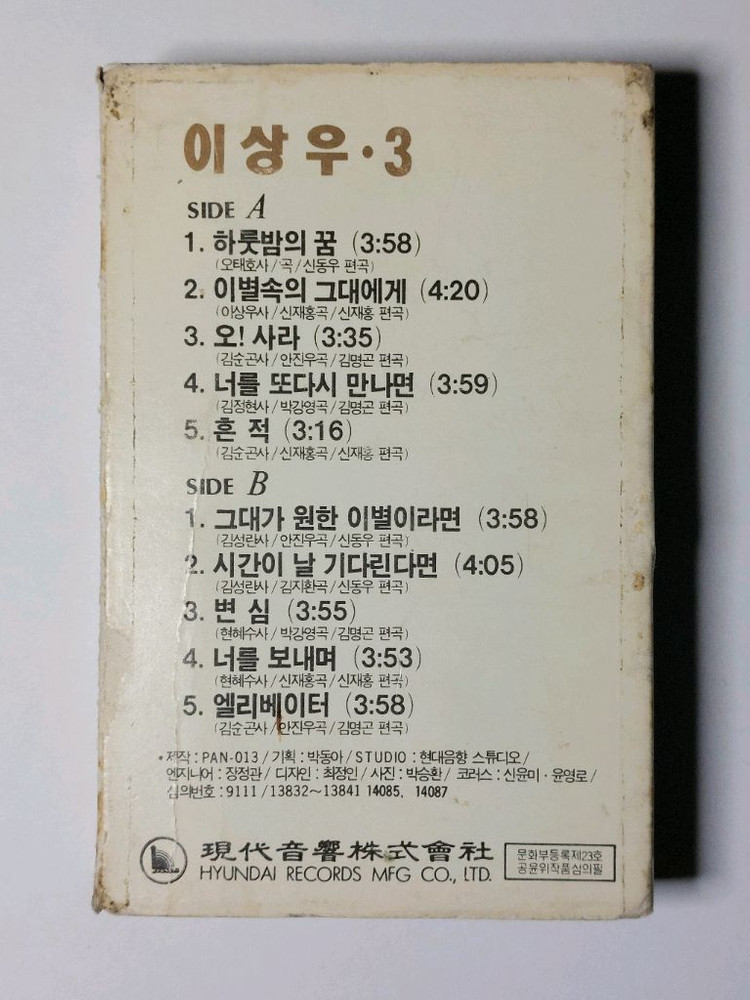 이상우·3
SIDE A
1. 하룻밤의 꿈 (3:58)
(오태호사/곡/신동우 편곡)
2. 이별속의 그대에게 (4:20)
(이상우사/신재홍곡/신재홍 편곡)
3. 오! 사라 (3:35)
(김순곤사/안진우곡/김명곤 편곡)
4. 너를 또다시 만나면 (3:59)
(김정현사/박강영곡/김명곤 편곡)
5. 흔 적 (3:16)
(김순곤사/신재홍곡/신재홍 편곡)
SIDE B
1. 그대가 원한 이별이라면 (3:58)
(김성란사/안진우곡/신동우 편곡)
2. 시간이 날 기다린다면 (4:05)
(김성란사/김지환곡/신동우 편곡)
3. 변 심 (3:55)
(현혜수사/박강영곡/김명곤 편곡)
4. 너를 보내며 (3:53)
(현혜수사/신재홍곡/신재홍 편곡)
5. 엘리베이터 (3:58)
(김순곤사/안진우곡/김명곤 편곡)
•제작 : PAN-013 / 기획 : 박동아 / STUDIO : 현대음향 스튜디오 /
엔지니어 : 장정관 / 디자인 : 최정인 / 사진 : 박승환 / 코러스 : 신윤미·윤영로 /
심의번호 : 9111 / 13832~13841 14085, 14087
現代音響株式會社
HYUNDAI RECORDS MFG CO., LTD.
문화부등록제23호
공윤위작품심의필